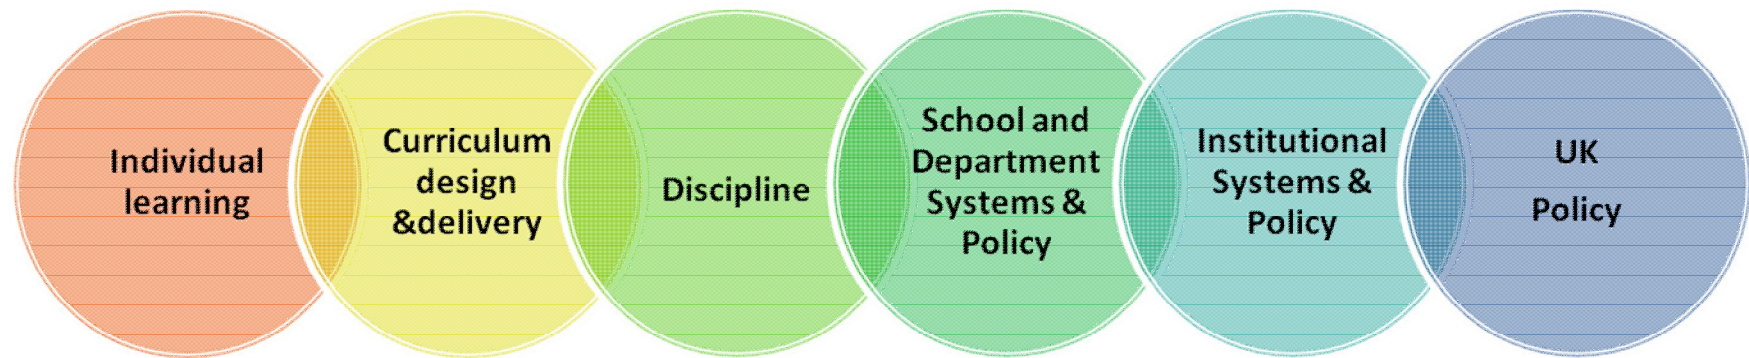 Individual
learning
Curriculum
design
&delivery
Discipline
School and
Department
Systems &
Policy
Institutional
Systems &
Policy
UK
Policy